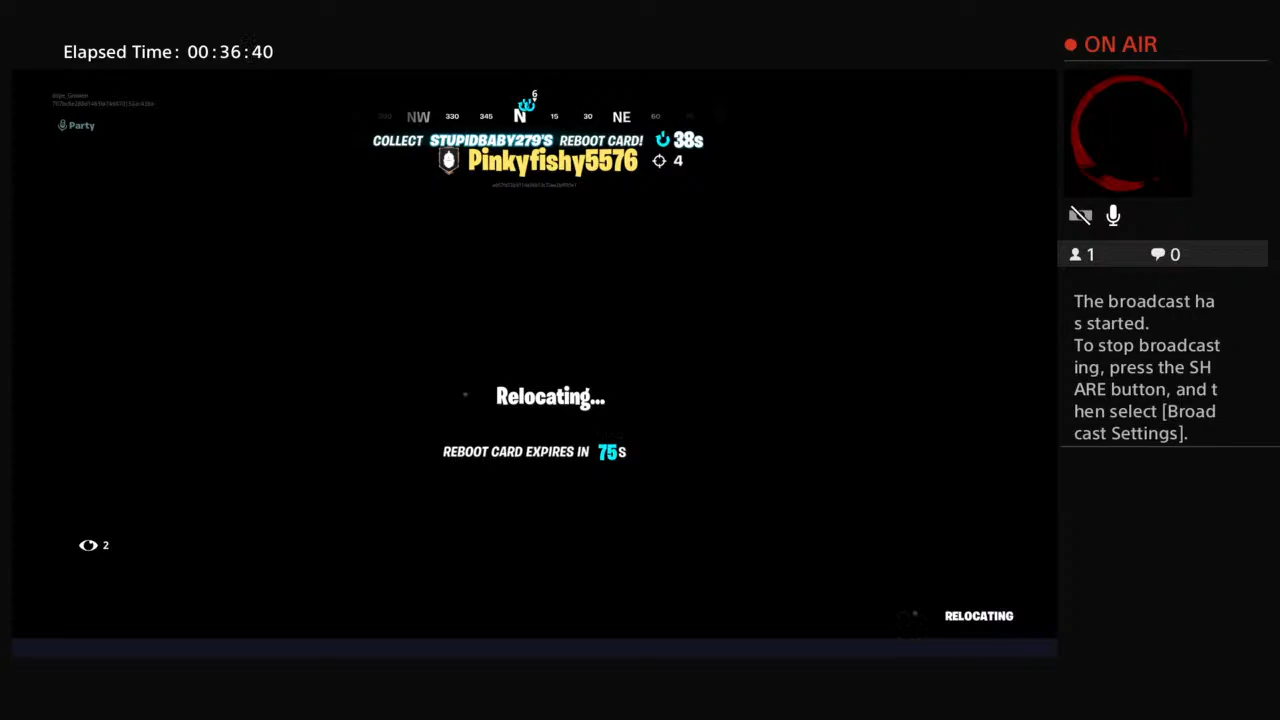 Elapsed Time: 00:36:40
ON AIR
6
NW 330 345 N 15 30 NE 60
Party
COLLECT STUPIDBABY279'S REBOOT CARD! 38s
Pinkyfishy5576 4
1 0
The broadcast ha
s started.
To stop broadcast
ing, press the SH
ARE button, and t
hen select [Broad
cast Settings].
Relocating...
REBOOT CARD EXPIRES IN 75s
2
RELOCATING